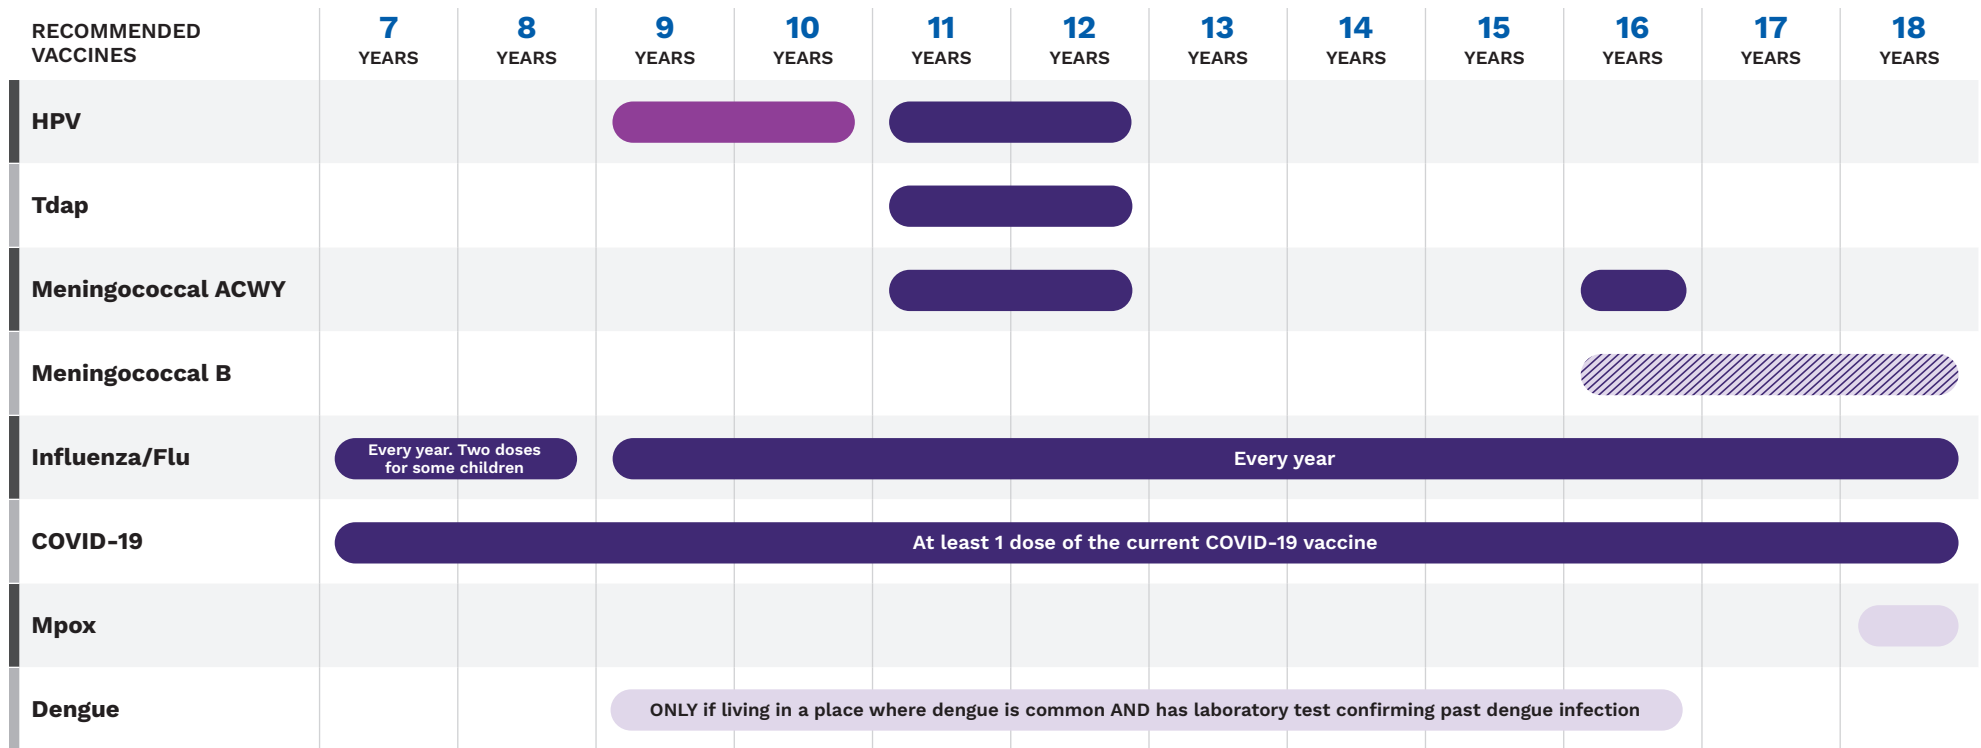 RECOMMENDED
VACCINES
7
YEARS
8
YEARS
9
YEARS
10
YEARS
11
YEARS
12
YEARS
13
YEARS
14
YEARS
15
YEARS
16
YEARS
17
YEARS
18
YEARS
HPV
Tdap
Meningococcal ACWY
Meningococcal B
Influenza/Flu
Every year. Two doses
for some children
Every year
COVID-19
At least 1 dose of the current COVID-19 vaccine
Mpox
Dengue
ONLY if living in a place where dengue is common AND has laboratory test confirming past dengue infection